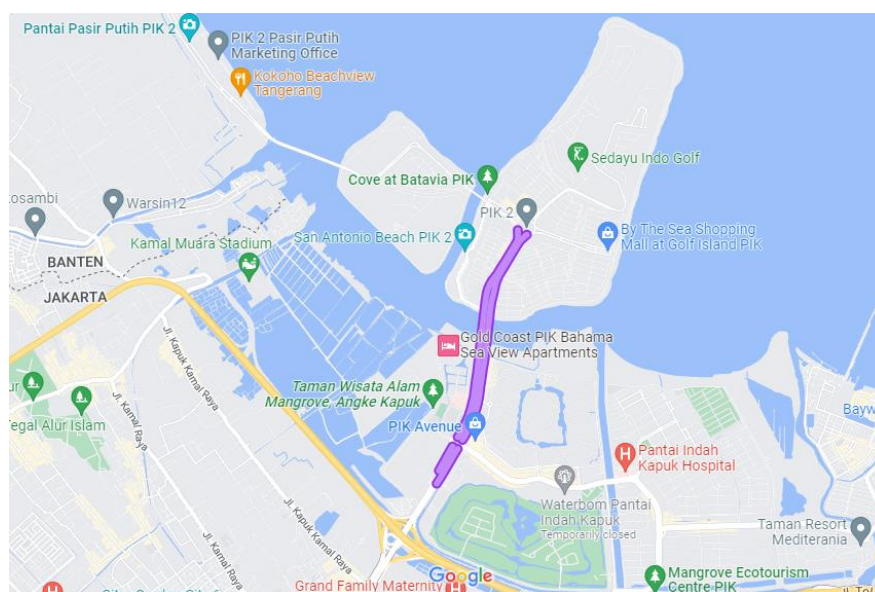 Pantai Pasir Putih PIK 2
PIK 2 Pasir Putih
Marketing Office
Kokoho Beachview
Tangerang
Sedayu Indo Golf
Cove at Batavia PIK
osambi
Warsin12
PIK 2
San Antonio Beach PIK 2
By The Sea Shopping
Mall at Golf Island PIK
Kamal Muara Stadium
BANTEN
JAKARTA
Jl. Kapuk Kamal Raya
Gold Coast PIK Bahama
Sea View Apartments
Taman Wisata Alam
Mangrove, Angke Kapuk
Jl. Kamal Raya
Tegal Alur Islam
PIK Avenue
Bayw
Pantai Indah
Kapuk Hospital
Waterbom Pantai
Indah Kapuk
Temporarily closed
Jl. Kapuk Kamal Raya
Jl. Kamal Raya
Taman Resort
Mediterania
Google
Grand Family Maternity
Mangrove Ecotourism
Centre PIK